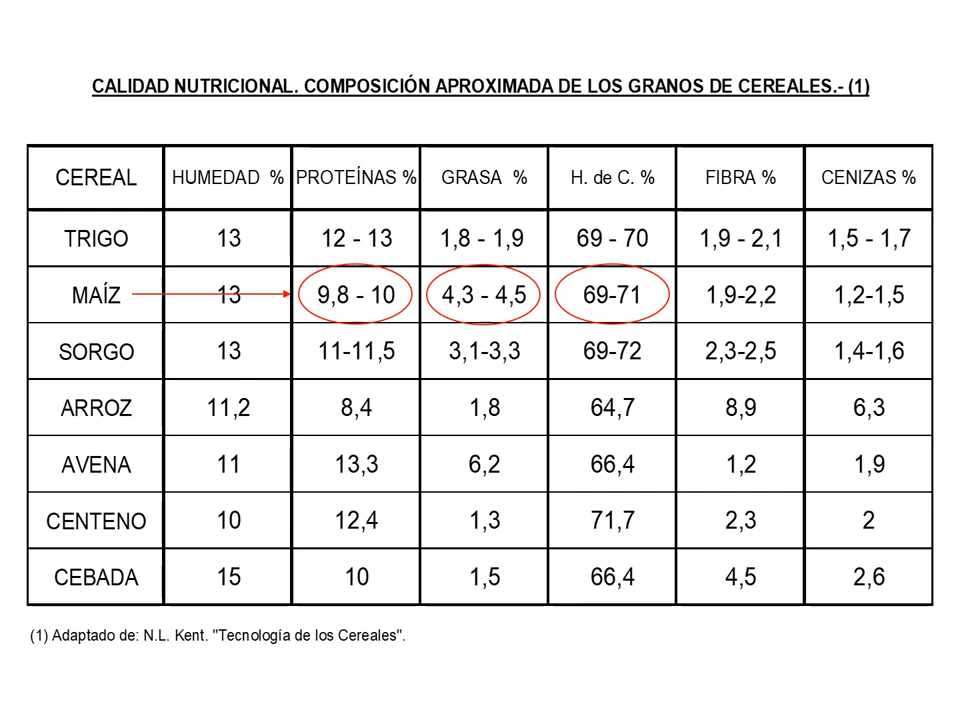 CALIDAD NUTRICIONAL. COMPOSICIÓN APROXIMADA DE LOS GRANOS DE CEREALES.- (1)
CEREAL HUMEDAD % PROTEÍNAS % GRASA % H. de C. % FIBRA % CENIZAS %
TRIGO 13 12 - 13 1,8 - 1,9 69 - 70 1,9 - 2,1 1,5 - 1,7
MAÍZ 13 9,8 - 10 4,3 - 4,5 69-71 1,9-2,2 1,2-1,5
SORGO 13 11-11,5 3,1-3,3 69-72 2,3-2,5 1,4-1,6
ARROZ 11,2 8,4 1,8 64,7 8,9 6,3
AVENA 11 13,3 6,2 66,4 1,2 1,9
CENTENO 10 12,4 1,3 71,7 2,3 2
CEBADA 15 10 1,5 66,4 4,5 2,6
(1) Adaptado de: N.L. Kent. "Tecnología de los Cereales".